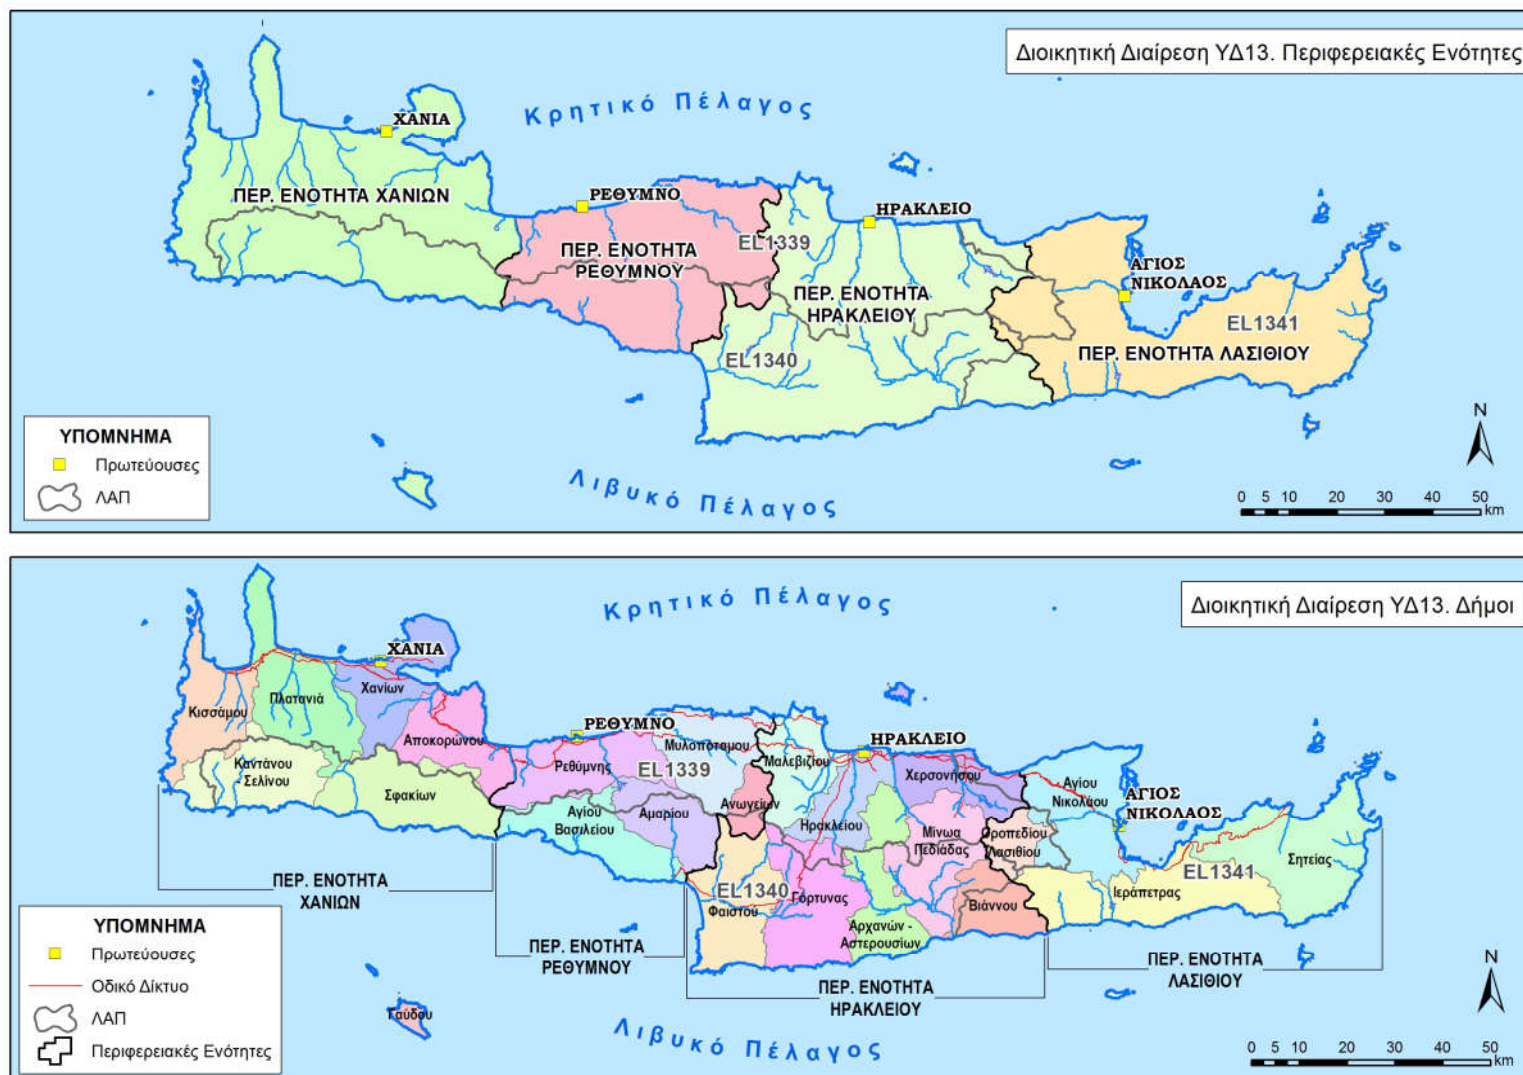 Διοικητική Διαίρεση ΥΔ13. Περιφερειακές Ενότητες
Κρητικό Πέλαγος
ΧΑΝΙΑ
ΠΕΡ. ΕΝΟΤΗΤΑ ΧΑΝΙΩΝ
ΡΕΘΥΜΝΟ
ΗΡΑΚΛΕΙΟ
EL1339
ΠΕΡ. ΕΝΟΤΗΤΑ
ΡΕΘΥΜΝΟΥ
ΑΓΙΟΣ
ΝΙΚΟΛΑΟΣ
ΠΕΡ. ΕΝΟΤΗΤΑ
ΗΡΑΚΛΕΙΟΥ
EL1341
ΠΕΡ. ΕΝΟΤΗΤΑ ΛΑΣΙΘΙΟΥ
EL1340
ΥΠΟΜΝΗΜΑ
Πρωτεύουσες
ΛΑΠ
Λιβυκό Πέλαγος
N
0 5 10 20 30 40 50
km
Διοικητική Διαίρεση ΥΔ13. Δήμοι
Κρητικό Πέλαγος
ΧΑΝΙΑ
Χανίων
Πλατανιά
Κισσάμου
Αποκορώνου
ΡΕΘΥΜΝΟ
Μυλοποτάμου
ΗΡΑΚΛΕΙΟ
Μαλεβιζίου
Ρεθύμνης
EL1339
Χερσονήσου
Αγίου
Νικολάου
ΑΓΙΟΣ
ΝΙΚΟΛΑΟΣ
Καντάνου
Σελίνου
Σφακίων
Αγίου
Βασιλείου
Αμαρίου
Ανωγείων
Ηρακλείου
Μίνωα
Πεδιάδας
Οροπεδίου
Λασιθίου
Σητείας
EL1341
Ιεράπετρας
EL1340
Φαιστού
Γόρτυνας
Βιάννου
Αρχανών -
Αστερουσίων
ΠΕΡ. ΕΝΟΤΗΤΑ
ΧΑΝΙΩΝ
ΠΕΡ. ΕΝΟΤΗΤΑ
ΡΕΘΥΜΝΟΥ
ΠΕΡ. ΕΝΟΤΗΤΑ
ΗΡΑΚΛΕΙΟΥ
ΠΕΡ. ΕΝΟΤΗΤΑ
ΛΑΣΙΘΙΟΥ
ΥΠΟΜΝΗΜΑ
Πρωτεύουσες
Οδικό Δίκτυο
ΛΑΠ
Περιφερειακές Ενότητες
Γαύδου
Λιβυκό Πέλαγος
N
0 5 10 20 30 40 50
km